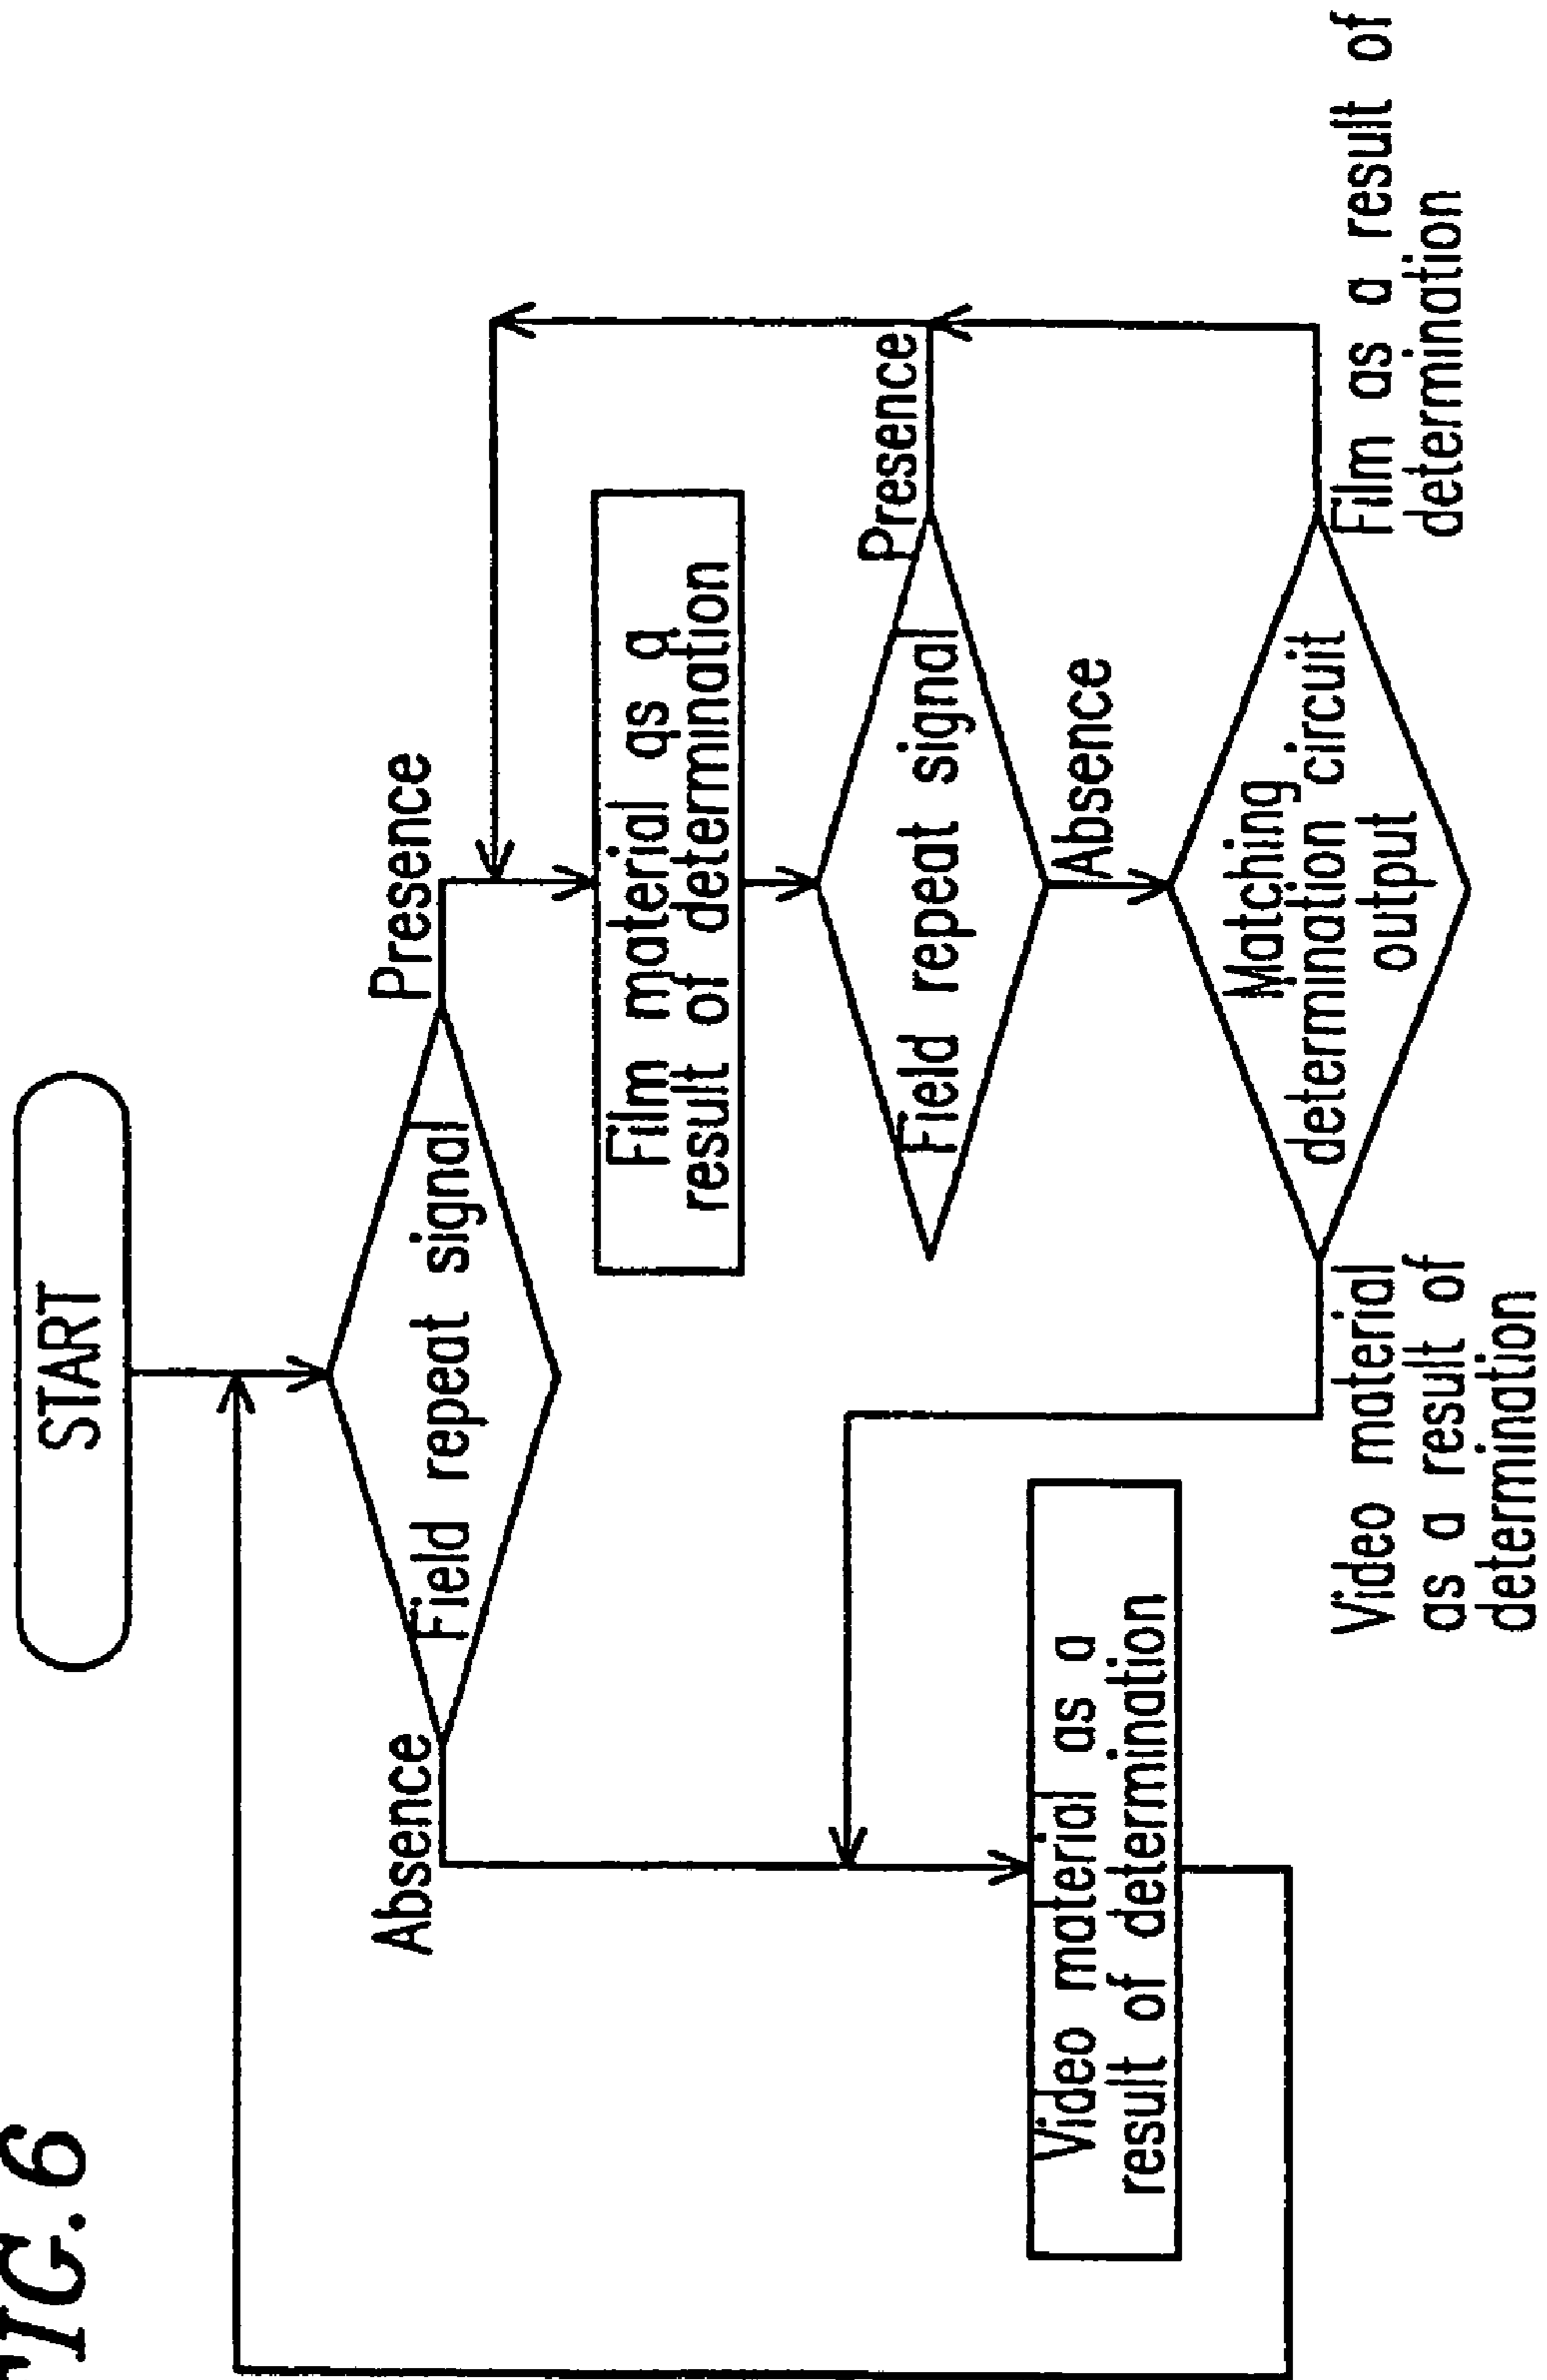 FIG.6
START
Field repeat signal
Absence
Presence
Film material as a
result of determination
Field repeat signal
Presence
Absence
Matching
determination circuit
output
Video material as a
result of determination
Video material
as a result of
determination
Film as a result of
determination